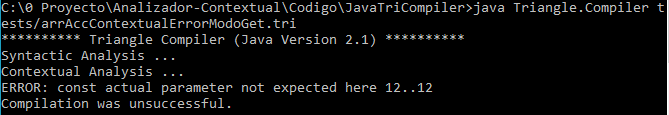 C:\0 Proyecto\Analizador-Contextual\Codigo\JavaTriCompiler>java Triangle.Compiler t
ests/arrAccContextualErrorModoGet.tri
********** Triangle Compiler (Java Version 2.1) **********
Syntactic Analysis ...
Contextual Analysis ...
ERROR: const actual parameter not expected here 12..12
Compilation was unsuccessful.